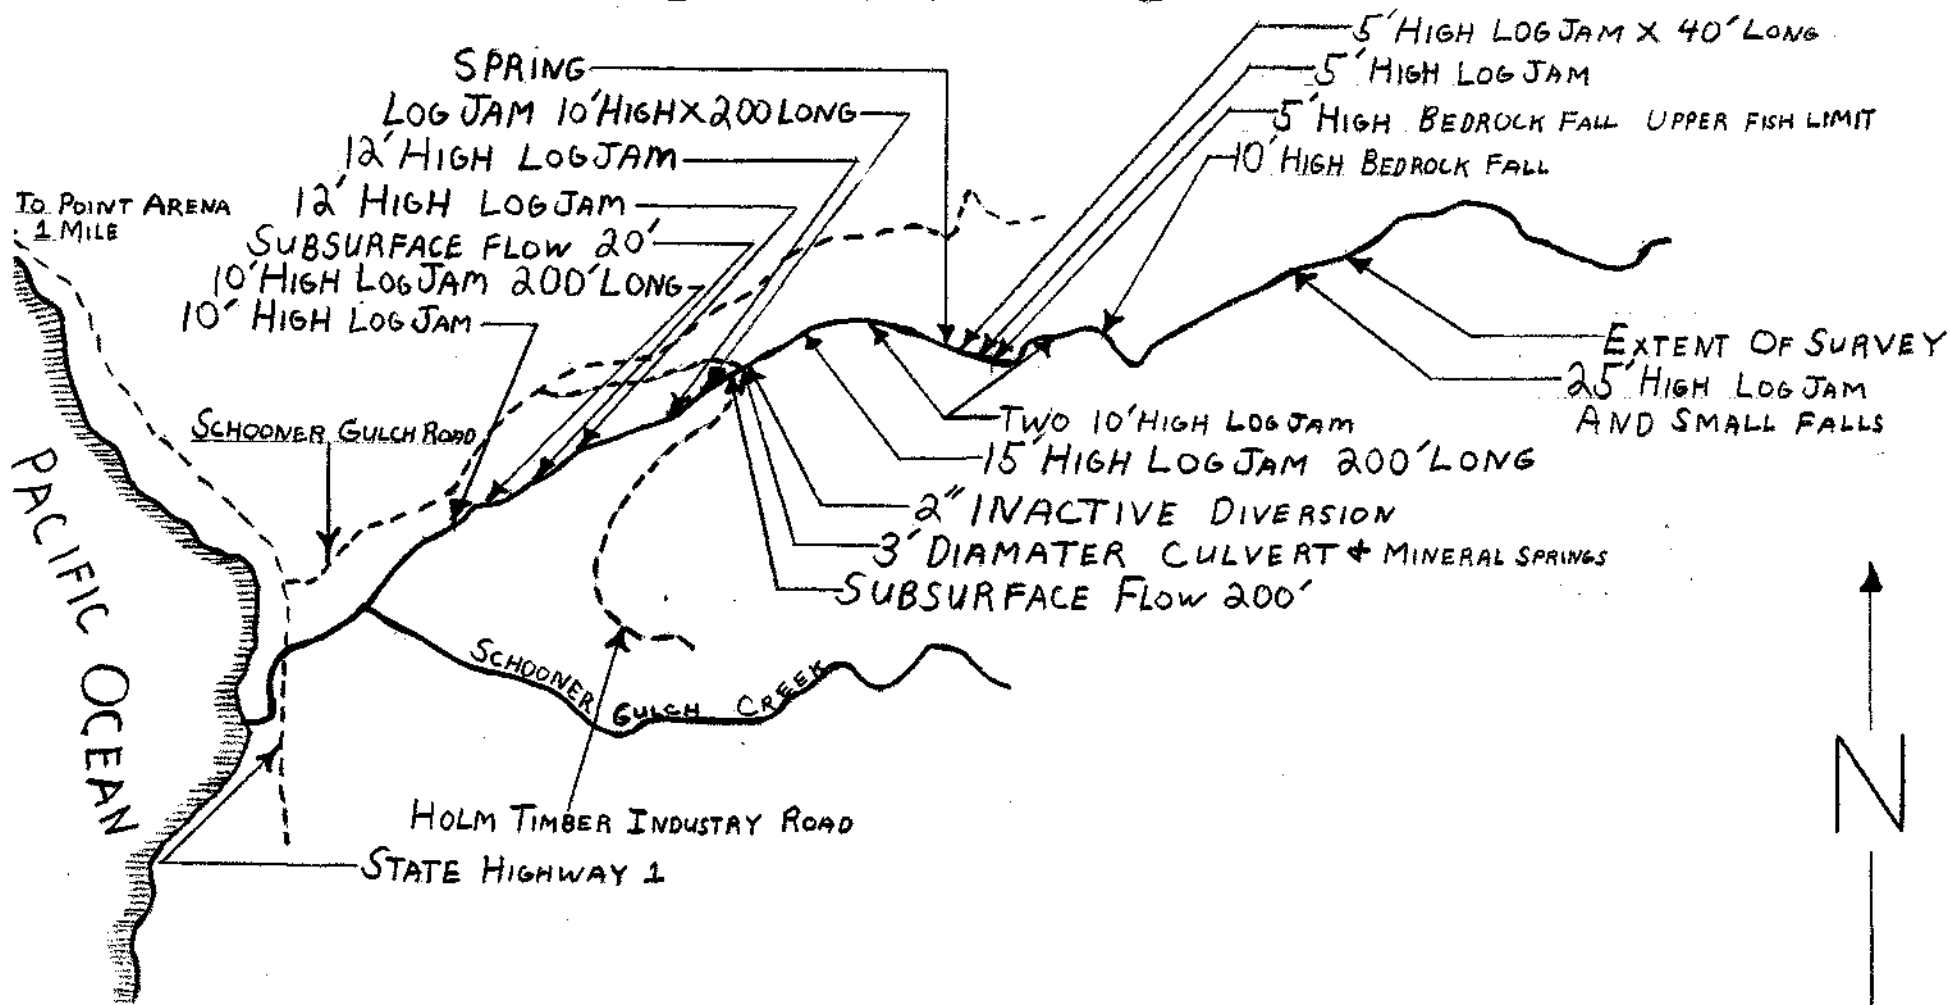 5' HIGH LOG JAM X 40' LONG
SPRING
5' HIGH LOG JAM
LOG JAM 10' HIGH X 200 LONG
5' HIGH BEDROCK FALL UPPER FISH LIMIT
12' HIGH LOG JAM
10' HIGH BEDROCK FALL
TO POINT ARENA
1 MILE
12' HIGH LOG JAM
SUBSURFACE FLOW 20'
10' HIGH LOG JAM 200' LONG
10' HIGH LOG JAM
EXTENT OF SURVEY
25' HIGH LOG JAM
AND SMALL FALLS
SCHOONER GULCH ROAD
TWO 10' HIGH LOG JAM
15' HIGH LOG JAM 200' LONG
2" INACTIVE DIVERSION
3' DIAMATER CULVERT & MINERAL SPRINGS
SUBSURFACE FLOW 200'
PACIFIC OCEAN
SCHOONER GULCH CREEK
HOLM TIMBER INDUSTRY ROAD
STATE HIGHWAY 1
N